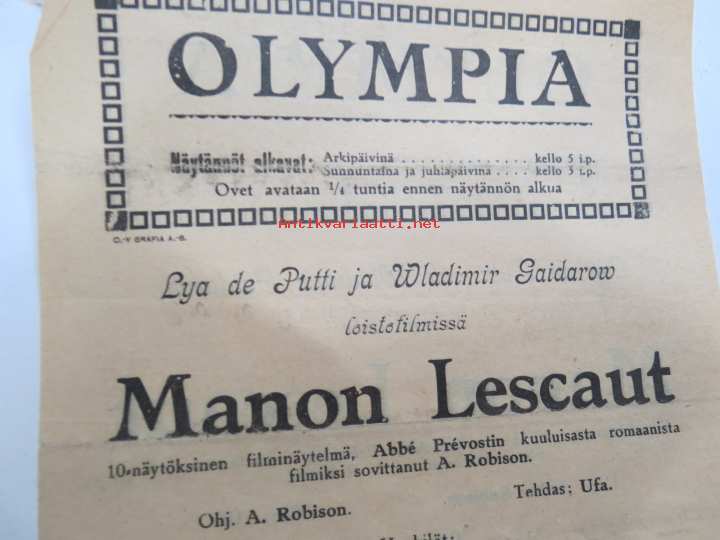 OLYMPIA
Näytännöt alkavat: Arkipäivinä . . . . . . . . . . . . . . kello 5 i.p.
Sunnuntaina ja juhlapäivinä . . . . kello 3 i.p.
Ovet avataan 1/4 tuntia ennen näytännön alkua
O.-Y GRAFIA A.-B.
Antikvariaatti.net
Lya de Putti ja Wladimir Gaidarow
loistofilmissä
Manon Lescaut
10-näytöksinen filminäytelmä, Abbé Prévostin kuuluisasta romaanista
filmiksi sovittanut A. Robison.
Tehdas; Ufa.
Ohj. A. Robison.